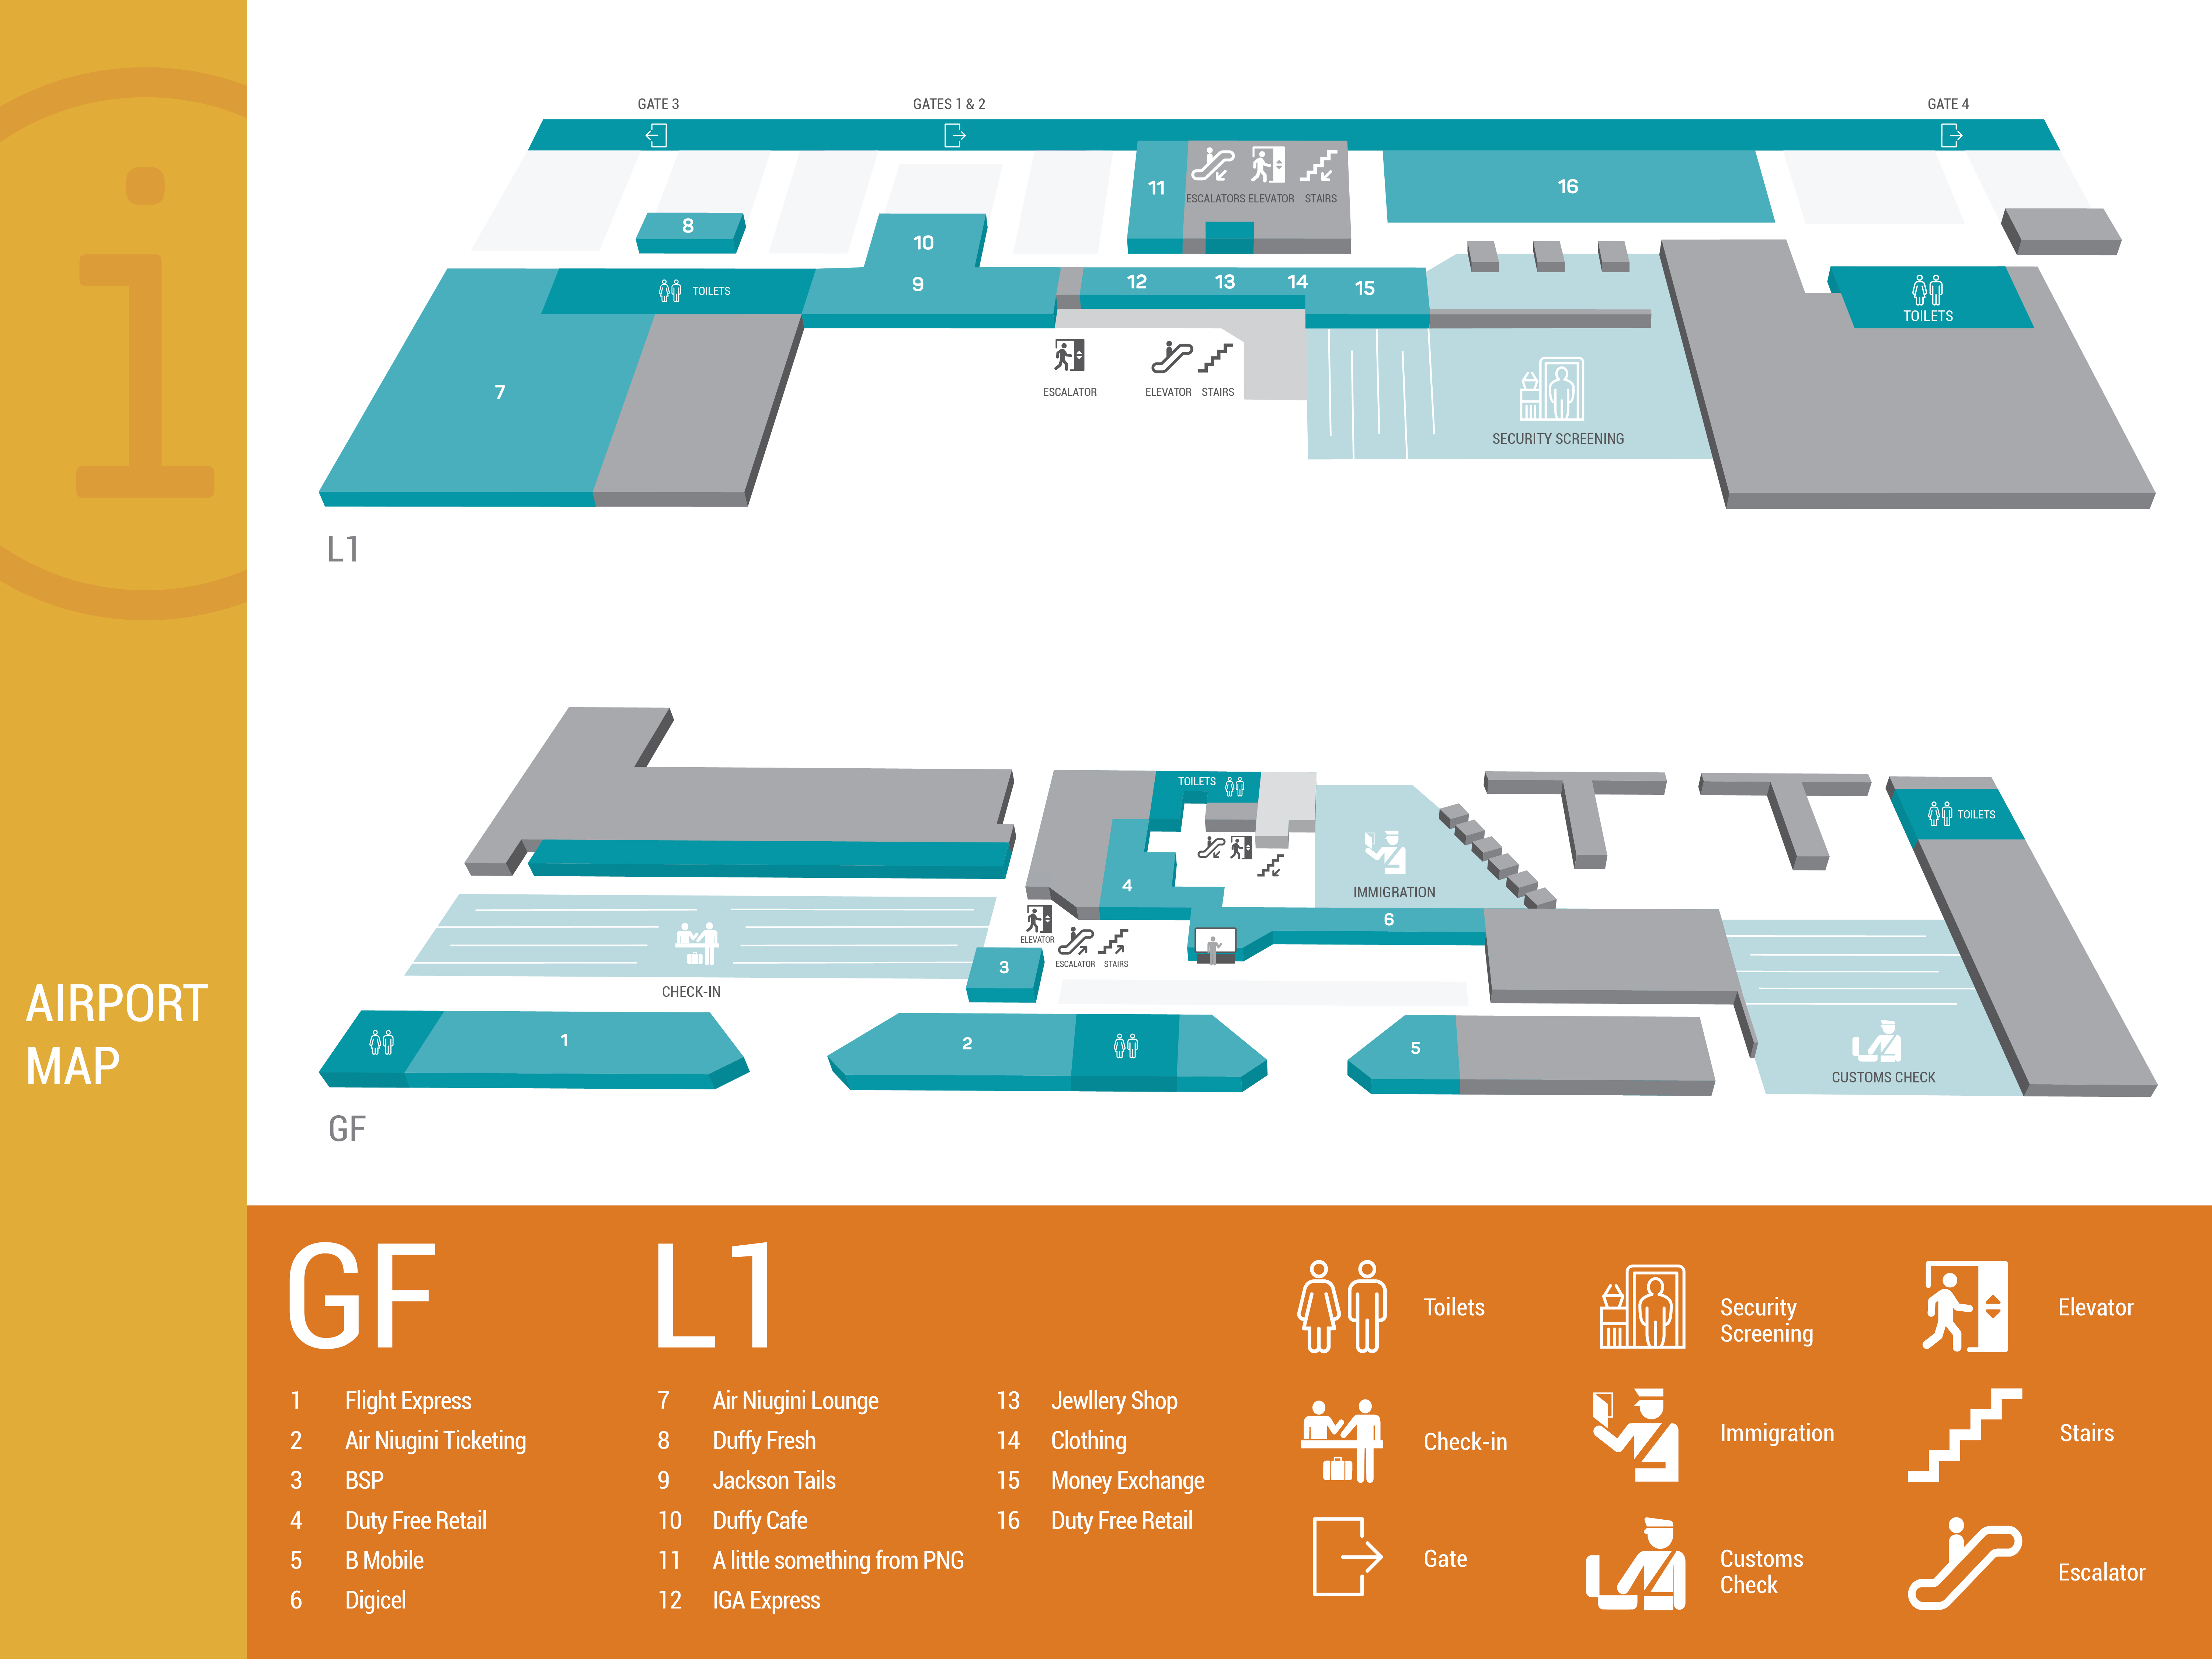 AIRPORT
MAP
GATE 3
GATES 1 & 2
GATE 4
11
ESCALATORS ELEVATOR STAIRS
16
8
10
TOILETS
9
12
13
14
15
TOILETS
7
ESCALATOR
ELEVATOR
STAIRS
SECURITY SCREENING
L1
TOILETS
TOILETS
4
IMMIGRATION
6
ELEVATOR
ESCALATOR
STAIRS
3
CHECK-IN
1
2
5
CUSTOMS CHECK
GF
GF
1 Flight Express
2 Air Niugini Ticketing
3 BSP
4 Duty Free Retail
5 B Mobile
6 Digicel
L1
7 Air Niugini Lounge
8 Duffy Fresh
9 Jackson Tails
10 Duffy Cafe
11 A little something from PNG
12 IGA Express
13 Jewllery Shop
14 Clothing
15 Money Exchange
16 Duty Free Retail
Toilets
Check-in
Gate
Security
Screening
Immigration
Customs
Check
Elevator
Stairs
Escalator